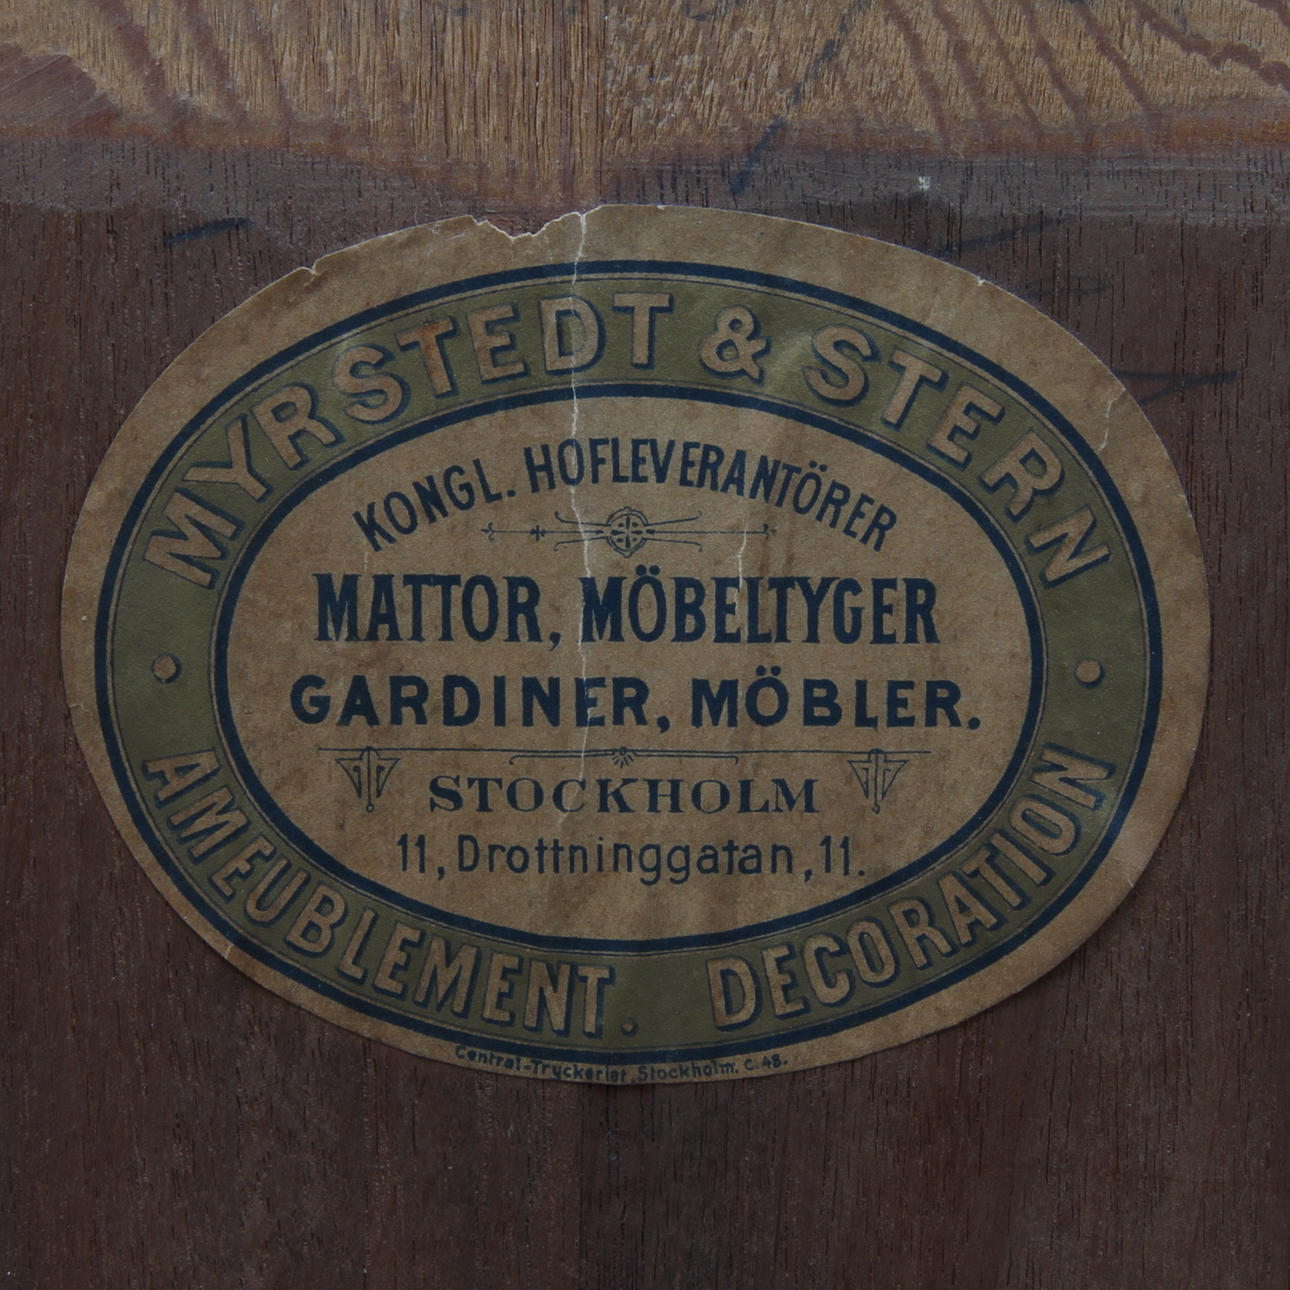 MYRSTEDT & STERN
KONGL. HOFLEVERANTÖRER
MATTOR, MÖBELTYGER
GARDINER, MÖBLER.
STOCKHOLM
11, Drottninggatan, 11.
AMEUBLEMENT. DECORATION
Central-Tryckeriet, Stockholm. C. 48.